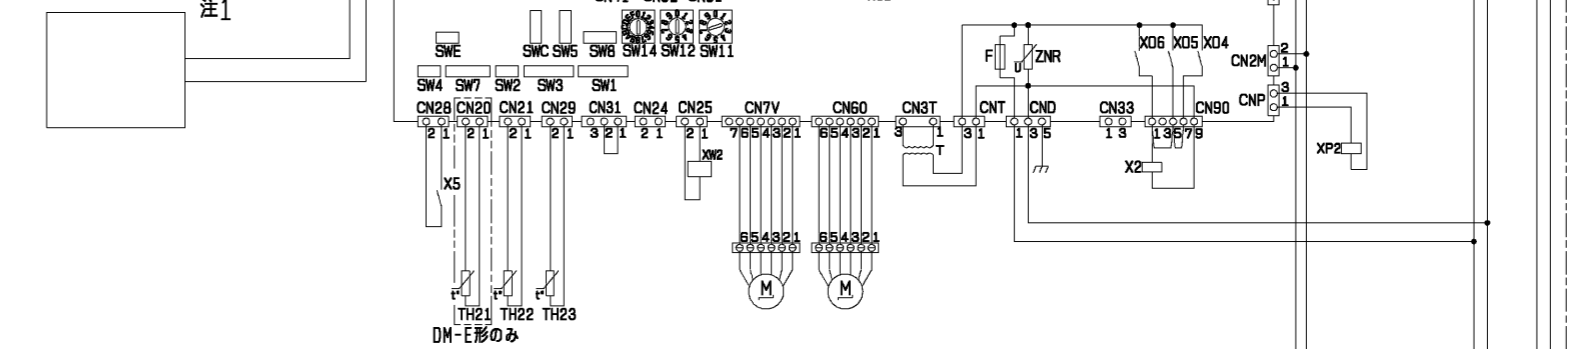 注1
SWE SWC SW5 SW8 SW14 SW12 SW11
SW4 SW7 SW2 SW3 SW1
F ZNR X06 X05 X04
CN2M 2
1
CN28 CN20 CN21 CN29 CN31 CN24 CN25 CN7V CN60 CN3T CNT CND CN33 CN90
CNP 3
1
2 1 2 1 2 1 2 1 3 2 1 2 1 2 1 7 6 5 4 3 2 1 6 5 4 3 2 1 3 1 3 1 1 3 5 1 3 1 3 5 7 9
XW2 T XP2
X2
X5
6 5 4 3 2 1 6 5 4 3 2 1
M M
t° t° t°
TH21 TH22 TH23
DM-E形のみ